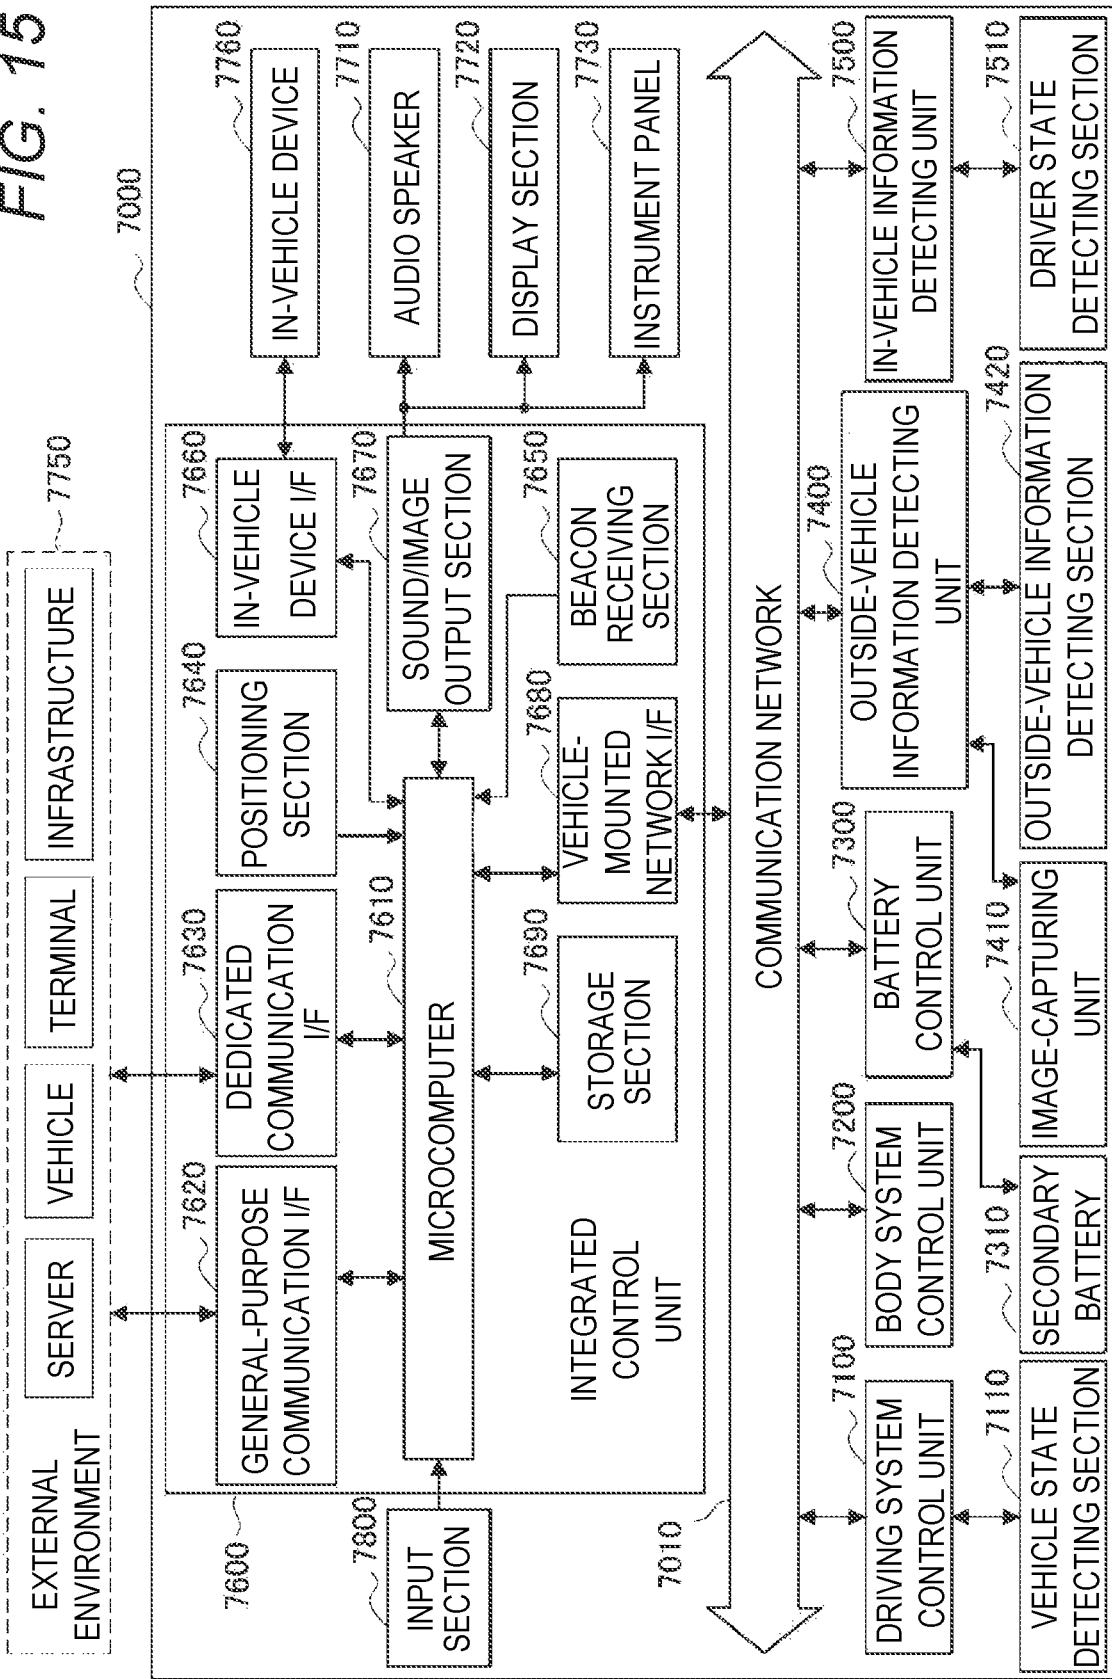 FIG. 15
EXTERNAL
ENVIRONMENT
SERVER
VEHICLE
TERMINAL
INFRASTRUCTURE
7750
7000
7600
7620
GENERAL-PURPOSE
COMMUNICATION I/F
7630
DEDICATED
COMMUNICATION
I/F
7640
POSITIONING
SECTION
7660
IN-VEHICLE
DEVICE I/F
7760
IN-VEHICLE DEVICE
7800
INPUT
SECTION
7610
MICROCOMPUTER
7670
SOUND/IMAGE
OUTPUT SECTION
7710
AUDIO SPEAKER
7720
DISPLAY SECTION
7730
INSTRUMENT PANEL
INTEGRATED
CONTROL
UNIT
7690
STORAGE
SECTION
7680
VEHICLE-
MOUNTED
NETWORK I/F
7650
BEACON
RECEIVING
SECTION
7010
COMMUNICATION NETWORK
7100
DRIVING SYSTEM
CONTROL UNIT
7200
BODY SYSTEM
CONTROL UNIT
7300
BATTERY
CONTROL UNIT
7400
OUTSIDE-VEHICLE
INFORMATION DETECTING
UNIT
7500
IN-VEHICLE INFORMATION
DETECTING UNIT
7110
VEHICLE STATE
DETECTING SECTION
7310
SECONDARY
BATTERY
7410
IMAGE-CAPTURING
UNIT
7420
OUTSIDE-VEHICLE INFORMATION
DETECTING SECTION
7510
DRIVER STATE
DETECTING SECTION